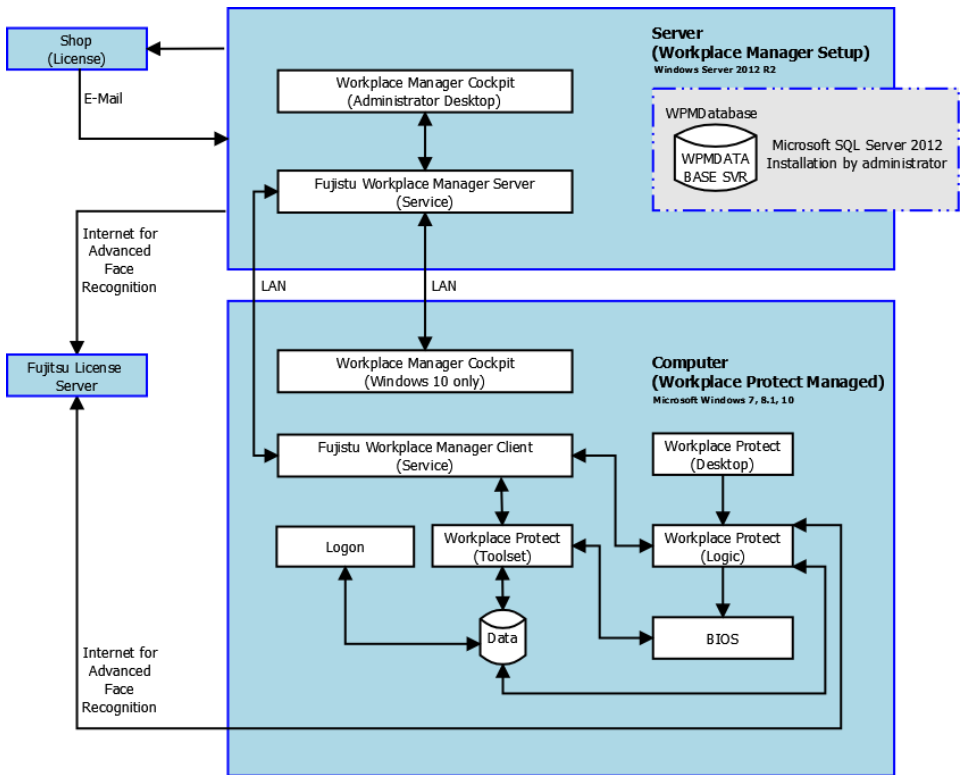 Shop
(License)
E-Mail
Server
(Workplace Manager Setup)
Windows Server 2012 R2
Workplace Manager Cockpit
(Administrator Desktop)
WPMDatabase
WPMDATA
BASE SVR
Microsoft SQL Server 2012
Installation by administrator
Fujistu Workplace Manager Server
(Service)
Internet for
Advanced
Face
Recognition
LAN
LAN
Fujitsu License
Server
Workplace Manager Cockpit
(Windows 10 only)
Computer
(Workplace Protect Managed)
Microsoft Windows 7, 8.1, 10
Fujistu Workplace Manager Client
(Service)
Workplace Protect
(Desktop)
Logon
Workplace Protect
(Toolset)
Workplace Protect
(Logic)
Data
BIOS
Internet for
Advanced
Face
Recognition